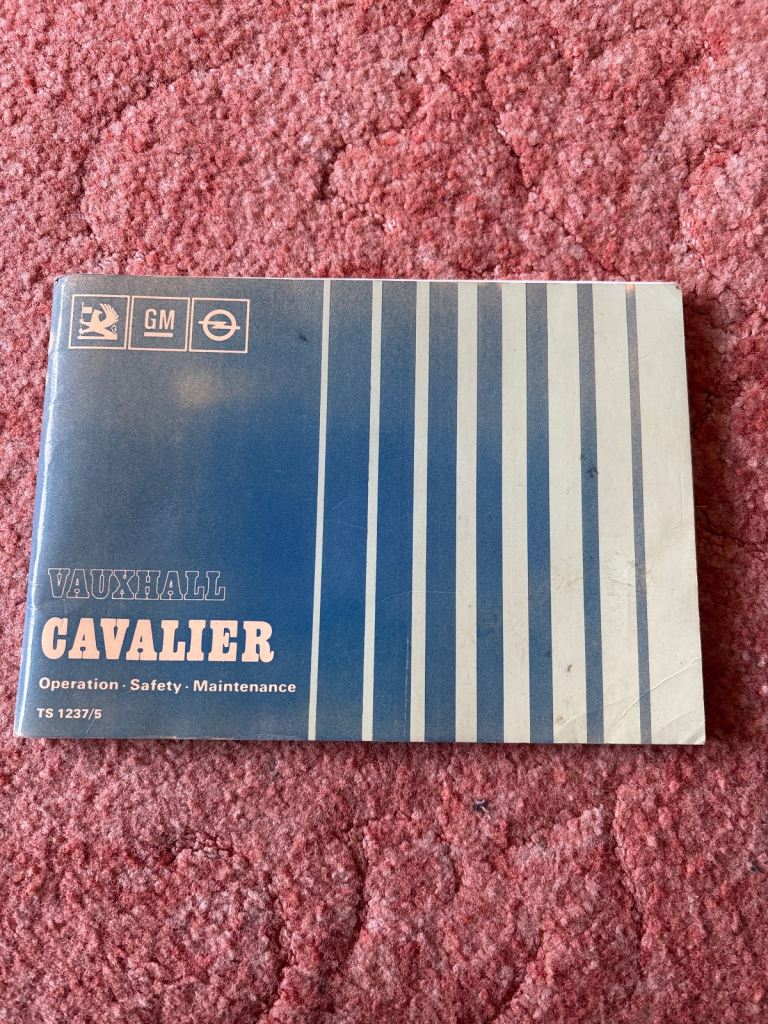 GM
VAUXHALL
CAVALIER
Operation · Safety · Maintenance
TS 1237/5